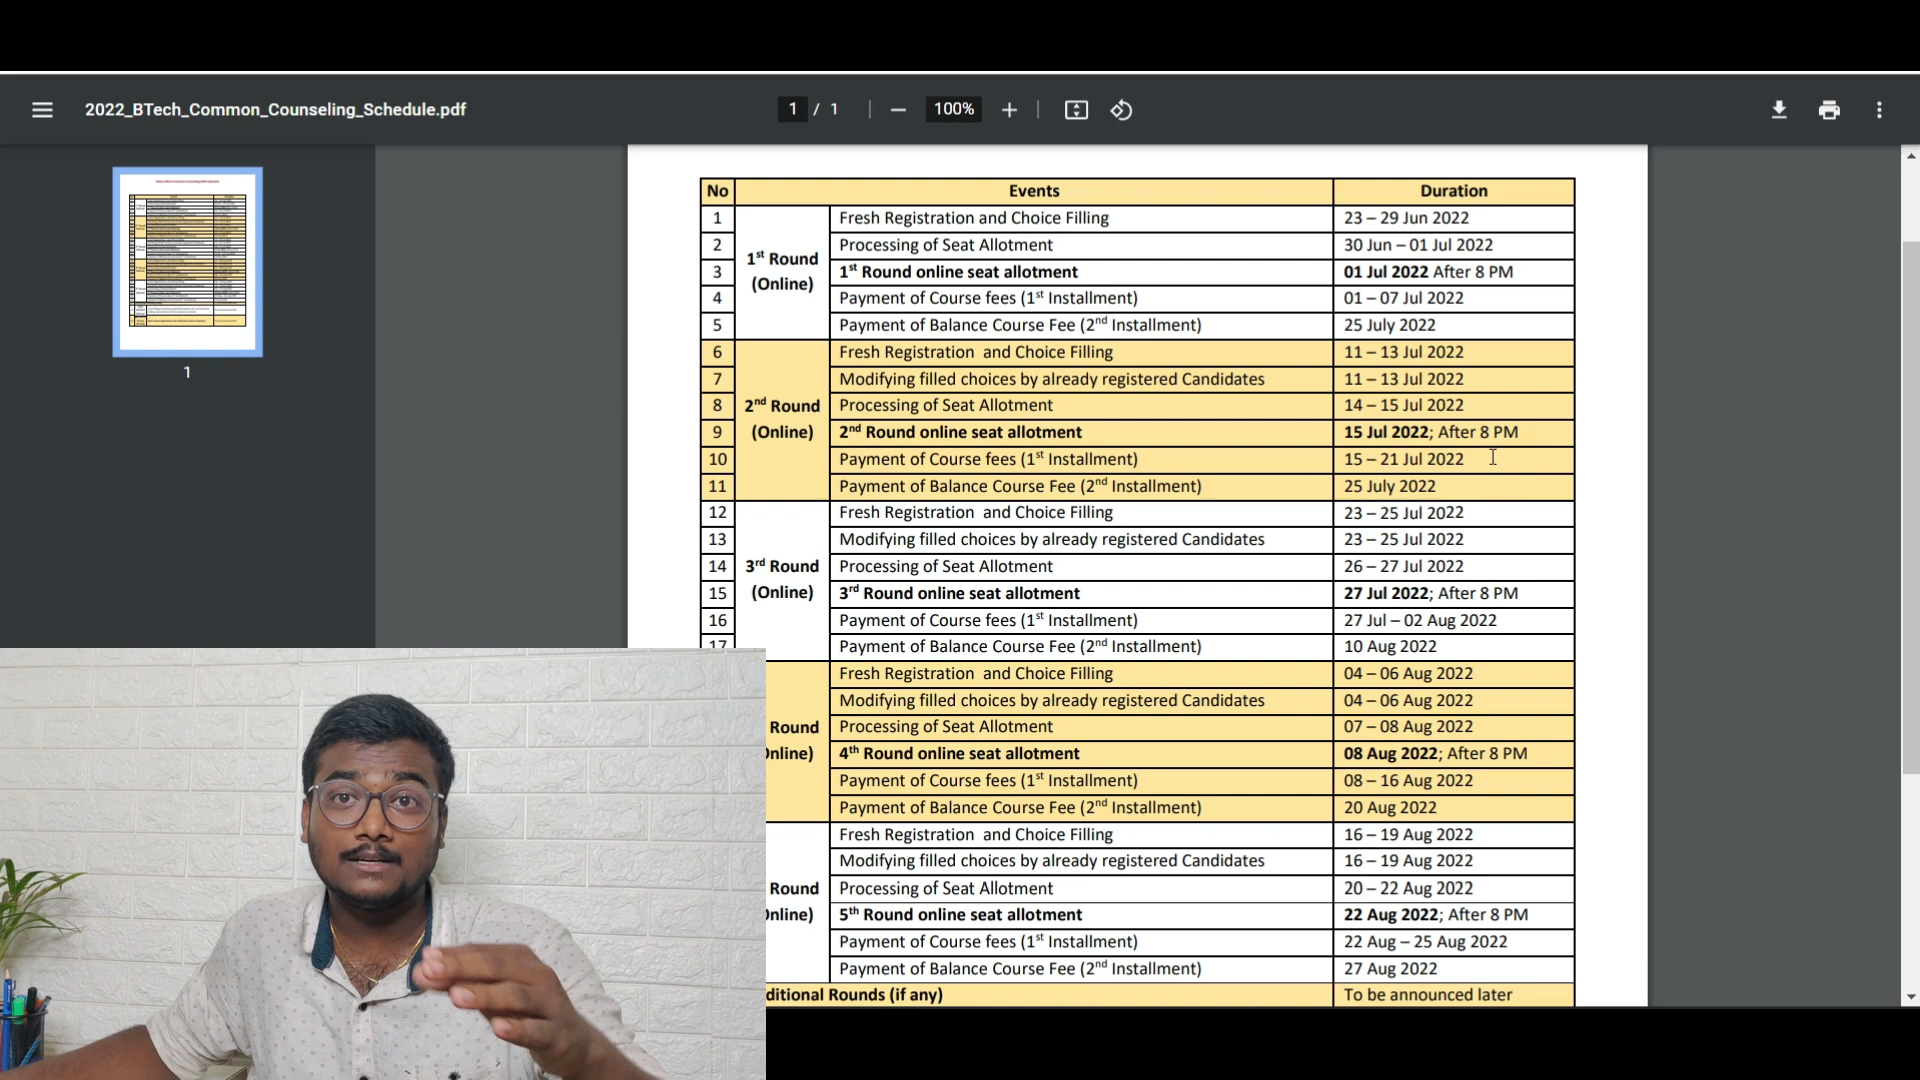 2022_BTech_Common_Counseling_Schedule.pdf
1 / 1
100%
1
No Events Duration
1 Fresh Registration and Choice Filling 23 – 29 Jun 2022
2 Processing of Seat Allotment 30 Jun – 01 Jul 2022
1st Round
(Online)
3 1st Round online seat allotment 01 Jul 2022 After 8 PM
4 Payment of Course fees (1st Installment) 01 – 07 Jul 2022
5 Payment of Balance Course Fee (2nd Installment) 25 July 2022
6 Fresh Registration and Choice Filling 11 – 13 Jul 2022
7 Modifying filled choices by already registered Candidates 11 – 13 Jul 2022
8 Processing of Seat Allotment 14 – 15 Jul 2022
2nd Round
(Online)
9 2nd Round online seat allotment 15 Jul 2022; After 8 PM
10 Payment of Course fees (1st Installment) 15 – 21 Jul 2022
11 Payment of Balance Course Fee (2nd Installment) 25 July 2022
12 Fresh Registration and Choice Filling 23 – 25 Jul 2022
13 Modifying filled choices by already registered Candidates 23 – 25 Jul 2022
14 Processing of Seat Allotment 26 – 27 Jul 2022
3rd Round
(Online)
15 3rd Round online seat allotment 27 Jul 2022; After 8 PM
16 Payment of Course fees (1st Installment) 27 Jul – 02 Aug 2022
17 Payment of Balance Course Fee (2nd Installment) 10 Aug 2022
Fresh Registration and Choice Filling 04 – 06 Aug 2022
Modifying filled choices by already registered Candidates 04 – 06 Aug 2022
Round
nline)
Processing of Seat Allotment 07 – 08 Aug 2022
4th Round online seat allotment 08 Aug 2022; After 8 PM
Payment of Course fees (1st Installment) 08 – 16 Aug 2022
Payment of Balance Course Fee (2nd Installment) 20 Aug 2022
Fresh Registration and Choice Filling 16 – 19 Aug 2022
Modifying filled choices by already registered Candidates 16 – 19 Aug 2022
Round
nline)
Processing of Seat Allotment 20 – 22 Aug 2022
5th Round online seat allotment 22 Aug 2022; After 8 PM
Payment of Course fees (1st Installment) 22 Aug – 25 Aug 2022
Payment of Balance Course Fee (2nd Installment) 27 Aug 2022
ditional Rounds (if any) To be announced later